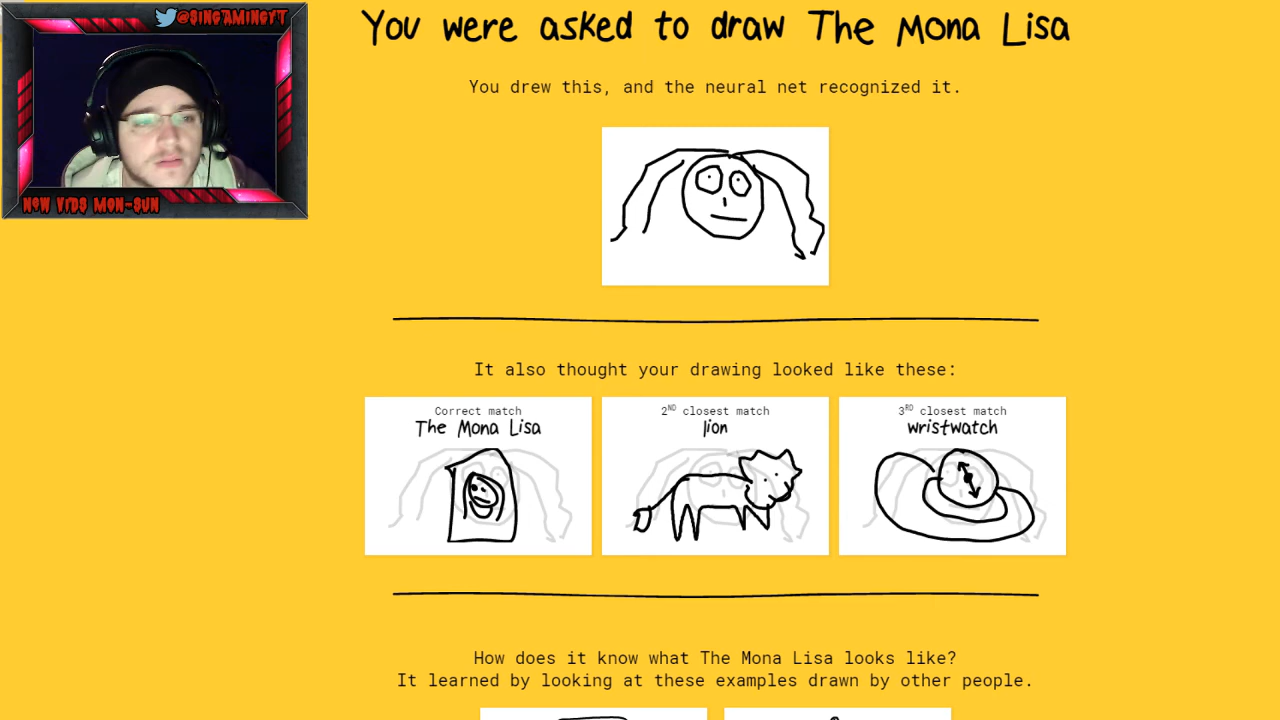 @SINGAMINGYT
NOW VIDS MON-SUN
You were asked to draw The Mona Lisa
You drew this, and the neural net recognized it.
It also thought your drawing looked like these:
Correct match
The Mona Lisa
2ND closest match
lion
3RD closest match
wristwatch
How does it know what The Mona Lisa looks like?
It learned by looking at these examples drawn by other people.